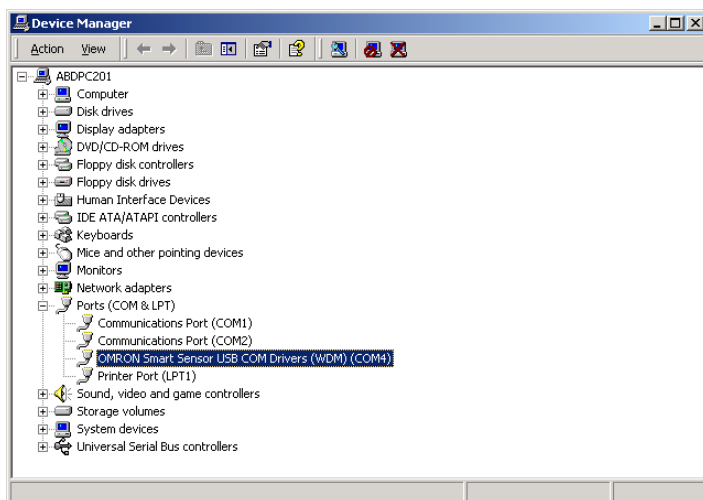 Device Manager
Action View
ABDPC201
Computer
Disk drives
Display adapters
DVD/CD-ROM drives
Floppy disk controllers
Floppy disk drives
Human Interface Devices
IDE ATA/ATAPI controllers
Keyboards
Mice and other pointing devices
Monitors
Network adapters
Ports (COM & LPT)
Communications Port (COM1)
Communications Port (COM2)
OMRON Smart Sensor USB COM Drivers (WDM) (COM4)
Printer Port (LPT1)
Sound, video and game controllers
Storage volumes
System devices
Universal Serial Bus controllers